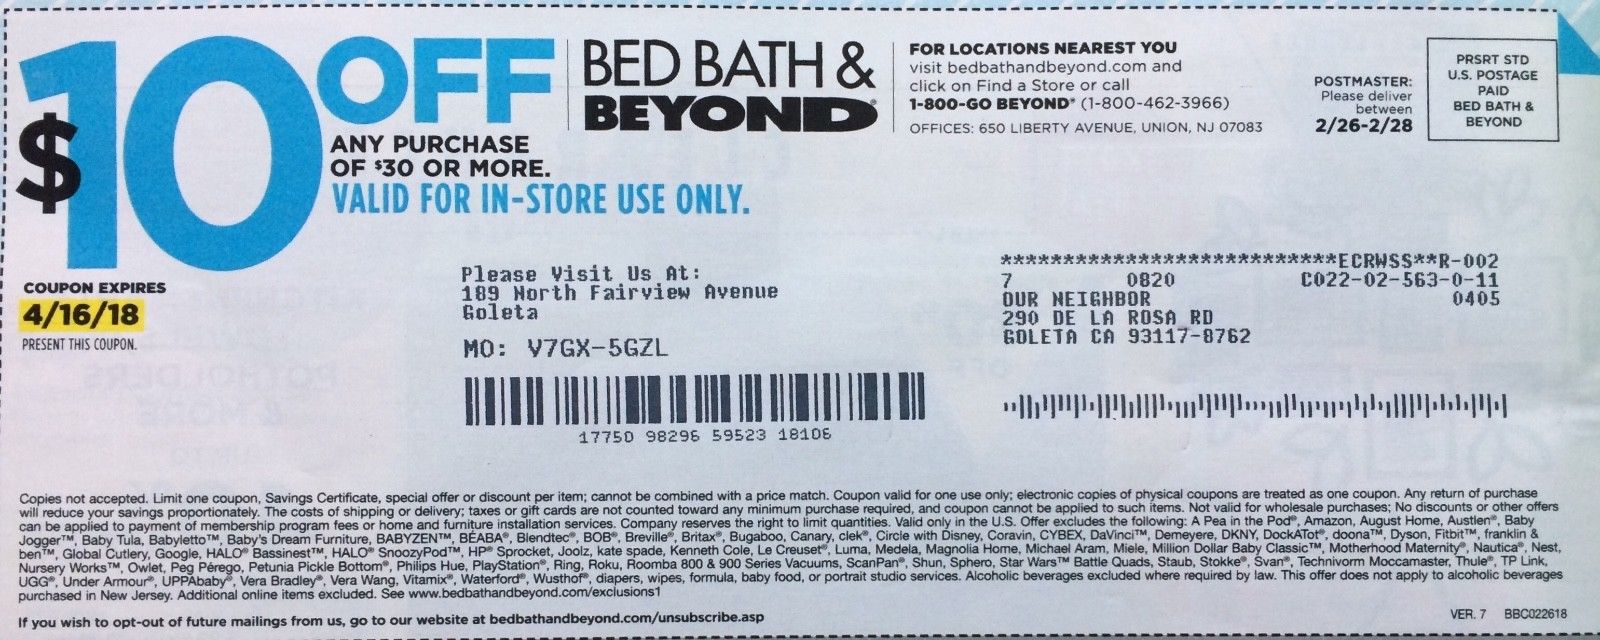 $10 OFF
ANY PURCHASE
OF $30 OR MORE.
VALID FOR IN-STORE USE ONLY.
COUPON EXPIRES
4/16/18
PRESENT THIS COUPON.
BED BATH &
BEYOND®
FOR LOCATIONS NEAREST YOU
visit bedbathandbeyond.com and
click on Find a Store or call
1-800-GO BEYOND® (1-800-462-3966)
OFFICES: 650 LIBERTY AVENUE, UNION, NJ 07083
POSTMASTER:
Please deliver
between
2/26-2/28
PRSRT STD
U.S. POSTAGE
PAID
BED BATH &
BEYOND
Please Visit Us At:
189 North Fairview Avenue
Goleta
MO: V7GX-5GZL
17750 98296 59523 18106
***************************ECRWSS**R-002
7 0820 C022-02-563-0-11
OUR NEIGHBOR 0405
290 DE LA ROSA RD
GOLETA CA 93117-8762
Copies not accepted. Limit one coupon, Savings Certificate, special offer or discount per item; cannot be combined with a price match. Coupon valid for one use only; electronic copies of physical coupons are treated as one coupon. Any return of purchase
will reduce your savings proportionately. The costs of shipping or delivery; taxes or gift cards are not counted toward any minimum purchase required, and coupon cannot be applied to such items. Not valid for wholesale purchases; No discounts or other offers
can be applied to payment of membership program fees or home and furniture installation services. Company reserves the right to limit quantities. Valid only in the U.S. Offer excludes the following: A Pea in the Pod®, Amazon, August Home, Austlen®, Baby
Jogger™, Baby Tula, Babyletto™, Baby's Dream Furniture, BABYZEN™, BÉABA®, Blendtec®, BOB®, Breville®, Britax®, Bugaboo, Canary, clek®, Circle with Disney, Coravin, CYBEX, DaVinci™, Demeyere, DKNY, DockATot®, doona™, Dyson, Fitbit™, franklin &
ben™, Global Cutlery, Google, HALO® Bassinest™, HALO® SnoozyPod™, HP® Sprocket, Joolz, kate spade, Kenneth Cole, Le Creuset®, Luma, Medela, Magnolia Home, Michael Aram, Miele, Million Dollar Baby Classic™, Motherhood Maternity®, Nautica®, Nest,
Nursery Works™, Owlet, Peg Pérego, Petunia Pickle Bottom®, Philips Hue, PlayStation®, Ring, Roku, Roomba 800 & 900 Series Vacuums, ScanPan®, Shun, Sphero, Star Wars™ Battle Quads, Staub, Stokke®, Svan®, Technivorm Moccamaster, Thule®, TP Link,
UGG®, Under Armour®, UPPAbaby®, Vera Bradley®, Vera Wang, Vitamix®, Waterford®, Wusthof®, diapers, wipes, formula, baby food, or portrait studio services. Alcoholic beverages excluded where required by law. This offer does not apply to alcoholic beverages
purchased in New Jersey. Additional online items excluded. See www.bedbathandbeyond.com/exclusions1
If you wish to opt-out of future mailings from us, go to our website at bedbathandbeyond.com/unsubscribe.asp
VER. 7 BBC022618